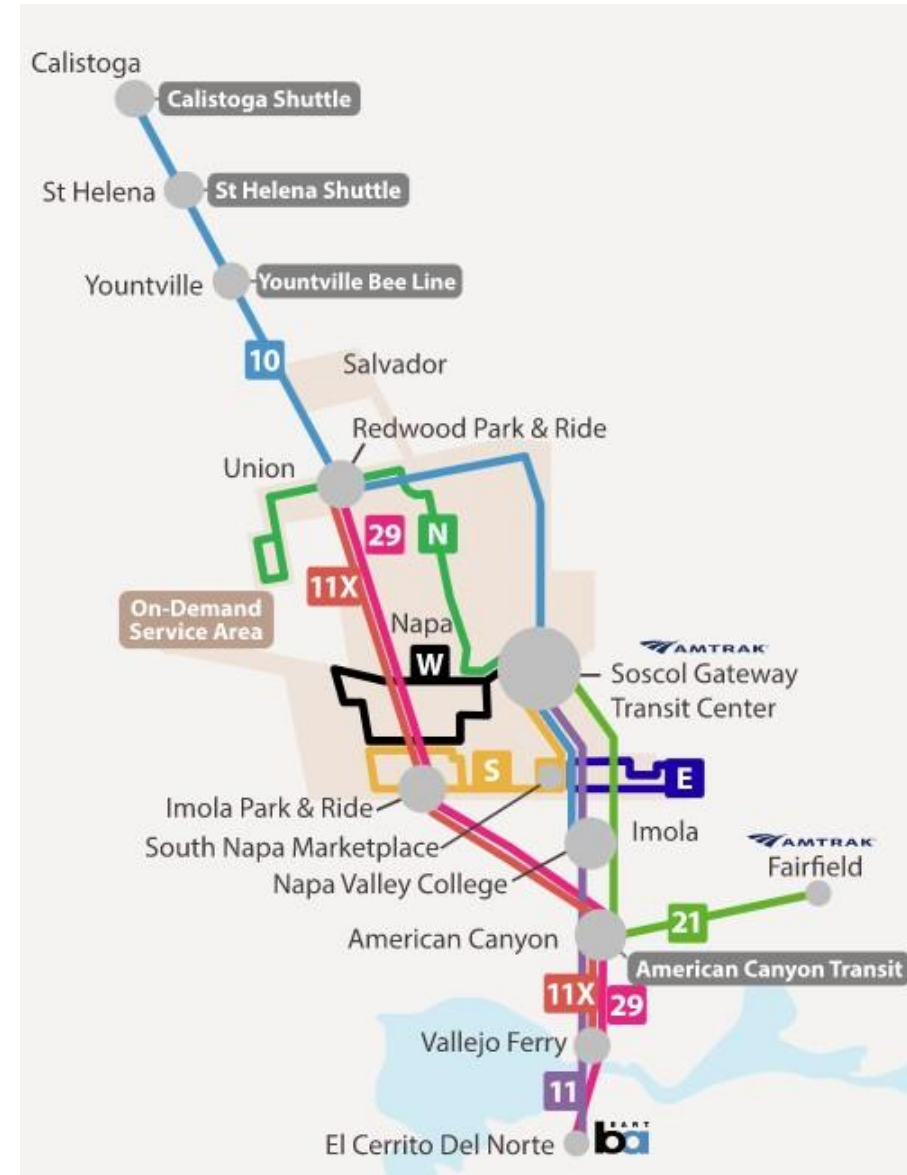 Calistoga
Calistoga Shuttle
St Helena
St Helena Shuttle
Yountville
Yountville Bee Line
10
Salvador
Redwood Park & Ride
Union
29
N
11X
On-Demand
Service Area
Napa
W
AMTRAK
Soscol Gateway
Transit Center
S
E
Imola Park & Ride
Imola
South Napa Marketplace
AMTRAK
Fairfield
Napa Valley College
21
American Canyon
American Canyon Transit
11X
29
Vallejo Ferry
11
El Cerrito Del Norte
BART
ba